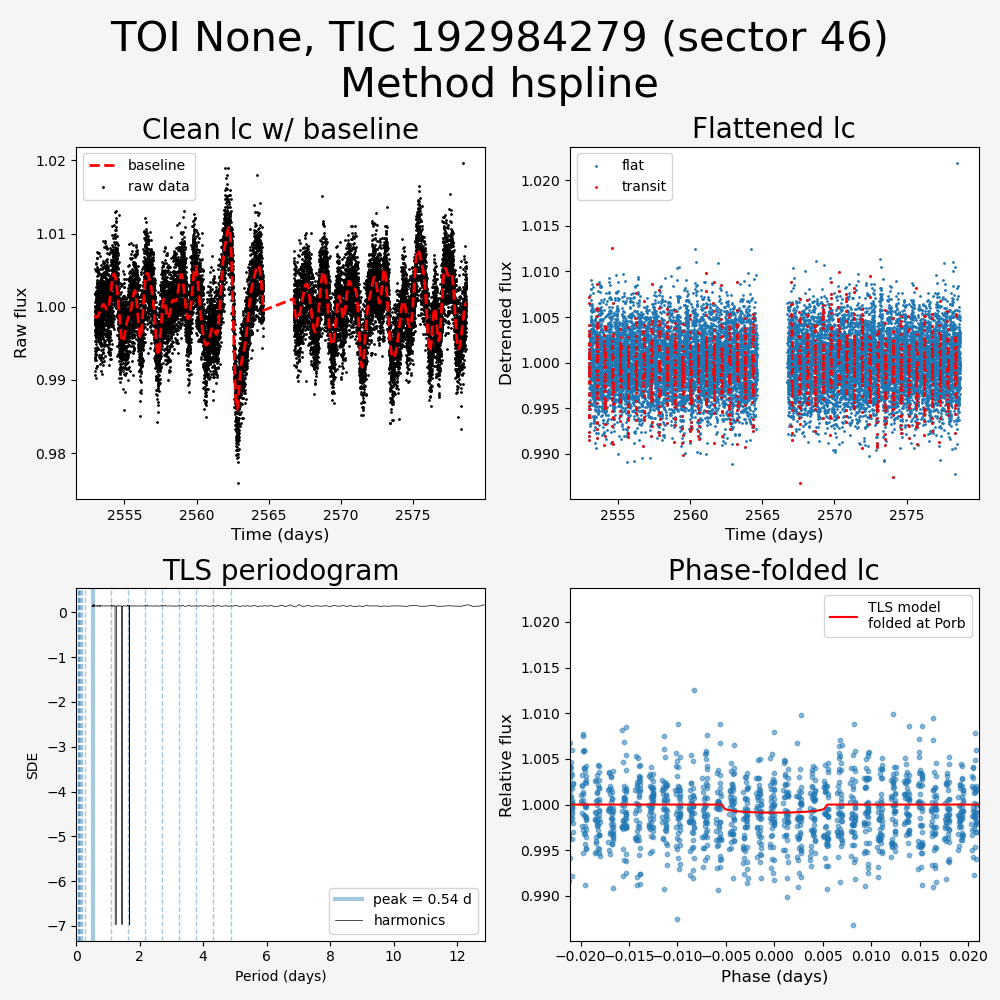 TOI None, TIC 192984279 (sector 46)
Method hspline
Clean lc w/ baseline
baseline
raw data
1.02
1.01
1.00
0.99
0.98
Raw flux
2555
2560
2565
2570
2575
Time (days)
Flattened lc
flat
transit
1.020
1.015
1.010
1.005
1.000
0.995
0.990
Detrended flux
2555
2560
2565
2570
2575
Time (days)
TLS periodogram
0
−1
−2
−3
−4
−5
−6
−7
SDE
peak = 0.54 d
harmonics
0
2
4
6
8
10
12
Period (days)
Phase-folded lc
TLS model
folded at Porb
1.020
1.015
1.010
1.005
1.000
0.995
0.990
Relative flux
−0.020
−0.015
−0.010
−0.005
0.000
0.005
0.010
0.015
0.020
Phase (days)